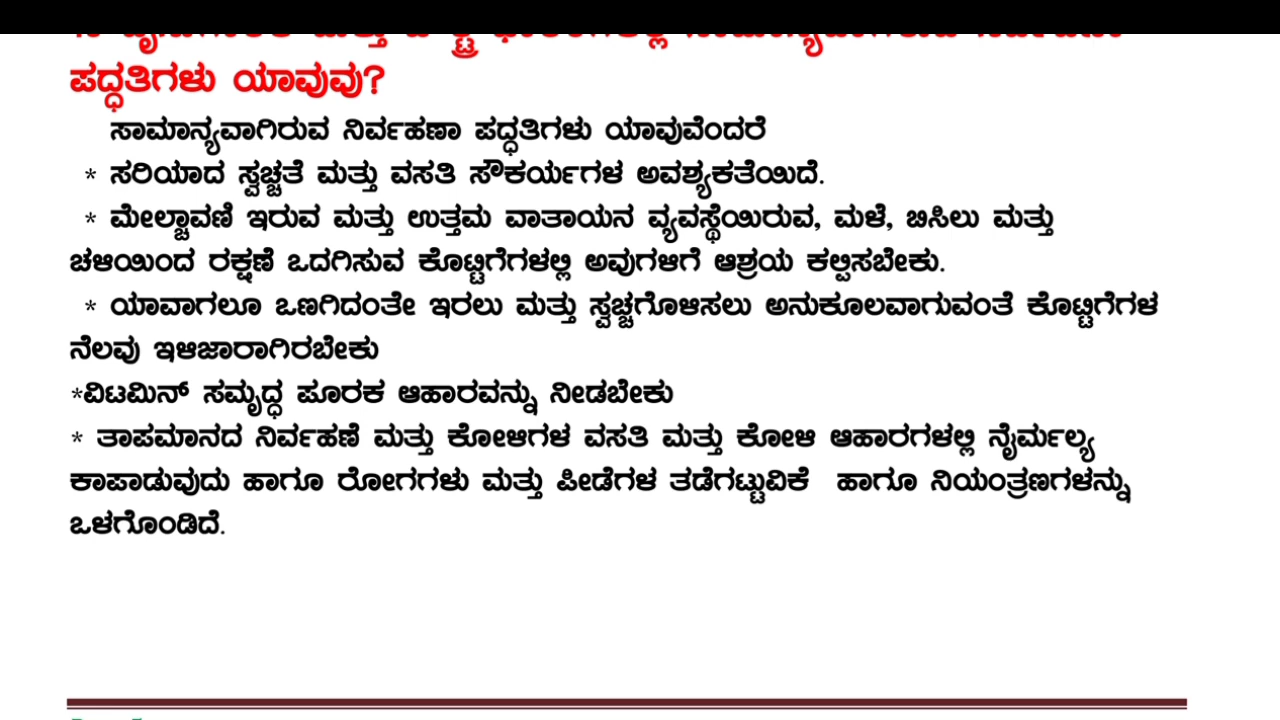 ಪದ್ಧತಿಗಳು ಯಾವುವು?
ಸಾಮಾನ್ಯವಾಗಿರುವ ನಿರ್ವಹಣಾ ಪದ್ಧತಿಗಳು ಯಾವುವೆಂದರೆ
* ಸರಿಯಾದ ಸ್ವಚ್ಚತೆ ಮತ್ತು ವಸತಿ ಸೌಕರ್ಯಗಳ ಅವಶ್ಯಕತೆಯಿದೆ.
* ಮೇಲ್ಚಾವಣಿ ಇರುವ ಮತ್ತು ಉತ್ತಮ ವಾತಾಯನ ವ್ಯವಸ್ಥೆಯಿರುವ, ಮಳೆ, ಬಿಸಿಲು ಮತ್ತು
ಚಳಿಯಿಂದ ರಕ್ಷಣೆ ಒದಗಿಸುವ ಕೊಟ್ಟಿಗೆಗಳಲ್ಲಿ ಅವುಗಳಿಗೆ ಆಶ್ರಯ ಕಲ್ಪಿಸಬೇಕು.
* ಯಾವಾಗಲೂ ಒಣಗಿದಂತೇ ಇರಲು ಮತ್ತು ಸ್ವಚ್ಚಗೊಳಿಸಲು ಅನುಕೂಲವಾಗುವಂತೆ ಕೊಟ್ಟಿಗೆಗಳ
ನೆಲವು ಇಳಿಜಾರಾಗಿರಬೇಕು
*ವಿಟಮಿನ್ ಸಮೃದ್ಧ ಪೂರಕ ಆಹಾರವನ್ನು ನೀಡಬೇಕು
* ತಾಪಮಾನದ ನಿರ್ವಹಣೆ ಮತ್ತು ಕೋಳಿಗಳ ವಸತಿ ಮತ್ತು ಕೋಳಿ ಆಹಾರಗಳಲ್ಲಿ ನೈರ್ಮಲ್ಯ
ಕಾಪಾಡುವುದು ಹಾಗೂ ರೋಗಗಳು ಮತ್ತು ಪೀಡೆಗಳ ತಡೆಗಟ್ಟುವಿಕೆ ಹಾಗೂ ನಿಯಂತ್ರಣಗಳನ್ನು
ಒಳಗೊಂಡಿದೆ.